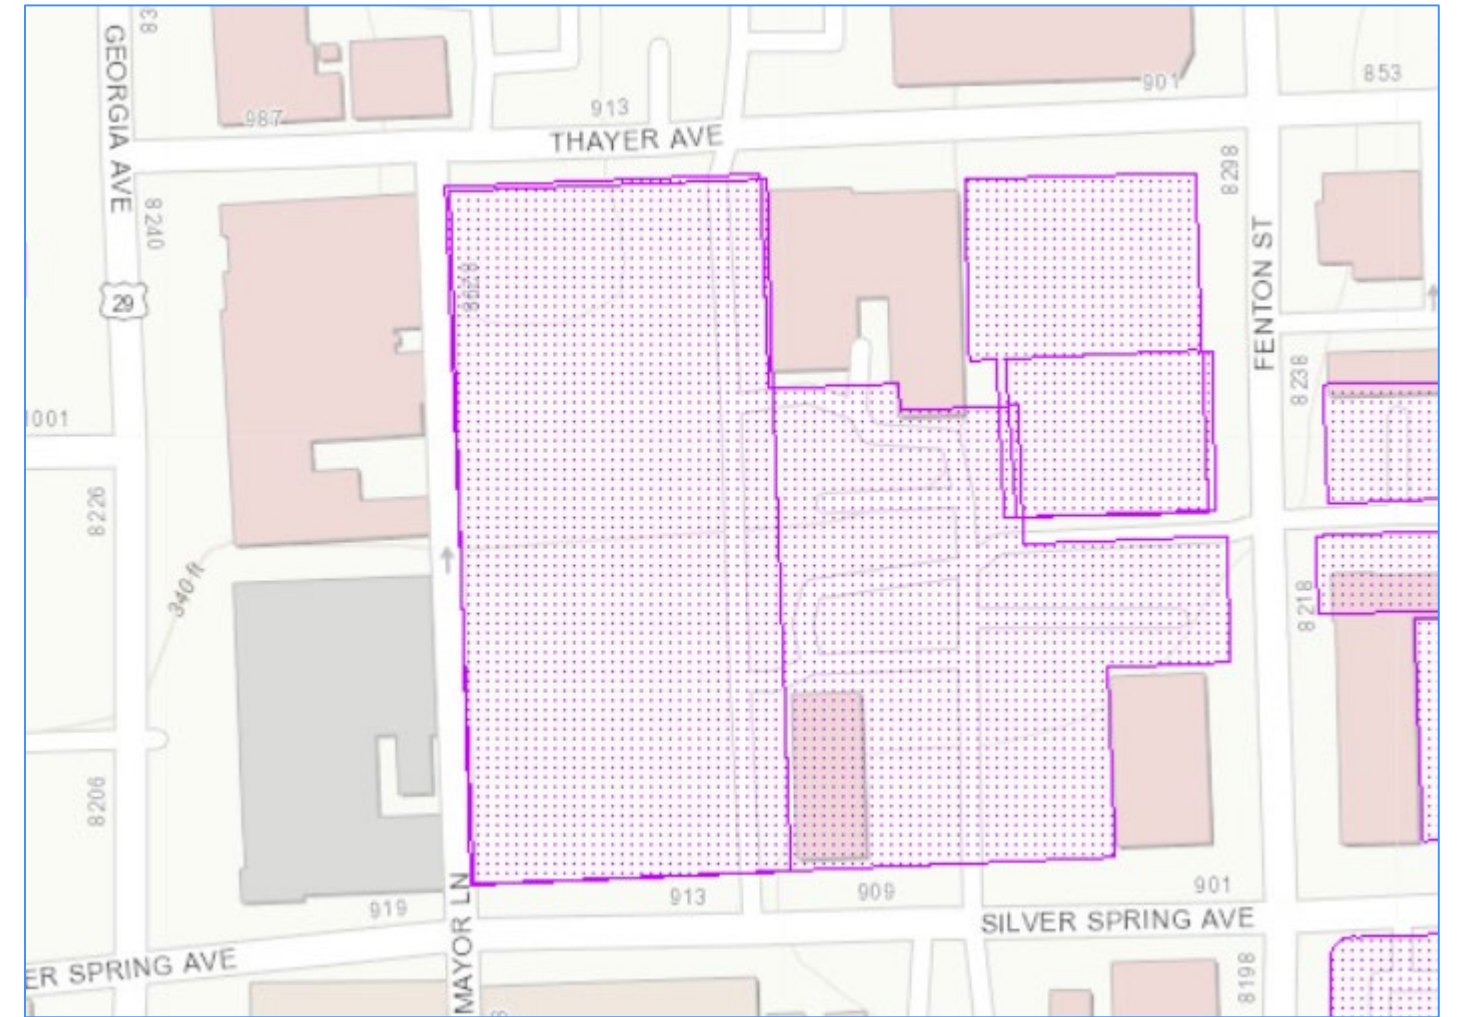 83
GEORGIA AVE
987
913
THAYER AVE
901
853
8298
8240
29
FENTON ST
8238
1001
8226
340 ft
8218
8206
919
MAYOR LN
913
909
901
SILVER SPRING AVE
ER SPRING AVE
8198